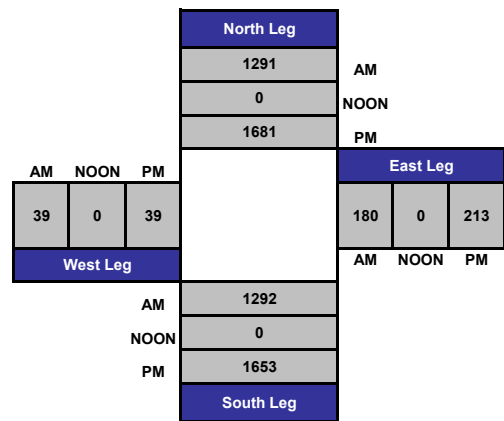 North Leg
1291 AM
0 NOON
1681 PM
AM NOON PM
East Leg
39 0 39
180 0 213
West Leg
AM NOON PM
AM 1292
NOON 0
PM 1653
South Leg